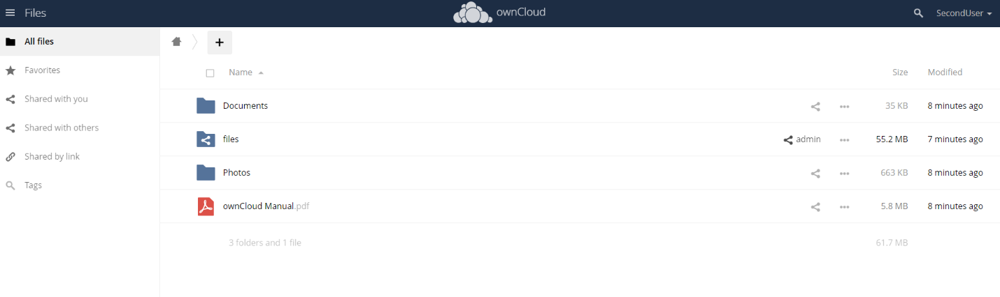 Files ownCloud SecondUser
All files
Favorites
Shared with you
Shared with others
Shared by link
Tags
+
Name Size Modified
Documents 35 KB 8 minutes ago
files admin 55.2 MB 7 minutes ago
Photos 663 KB 8 minutes ago
ownCloud Manual.pdf 5.8 MB 8 minutes ago
3 folders and 1 file 61.7 MB